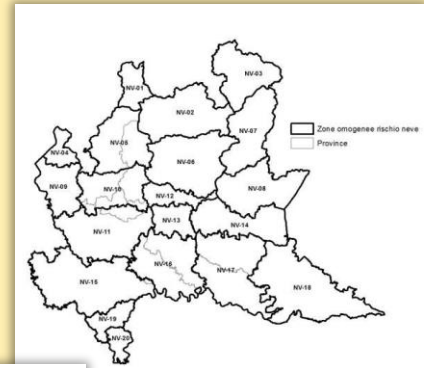 NV-01
NV-03
NV-02
NV-07
NV-05
NV-04
NV-06
NV-09
NV-10
NV-08
NV-12
NV-11
NV-13
NV-14
NV-16
NV-17
NV-15
NV-18
NV-19
NV-20
Zone omogenee rischio neve
Province